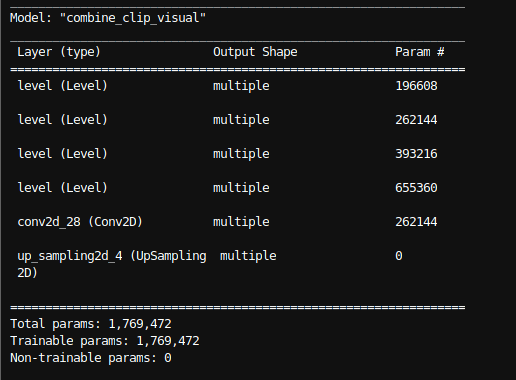 Model: "combine_clip_visual"
Layer (type) Output Shape Param #
level (Level) multiple 196608
level (Level) multiple 262144
level (Level) multiple 393216
level (Level) multiple 655360
conv2d_28 (Conv2D) multiple 262144
up_sampling2d_4 (UpSampling multiple 0
2D)
Total params: 1,769,472
Trainable params: 1,769,472
Non-trainable params: 0